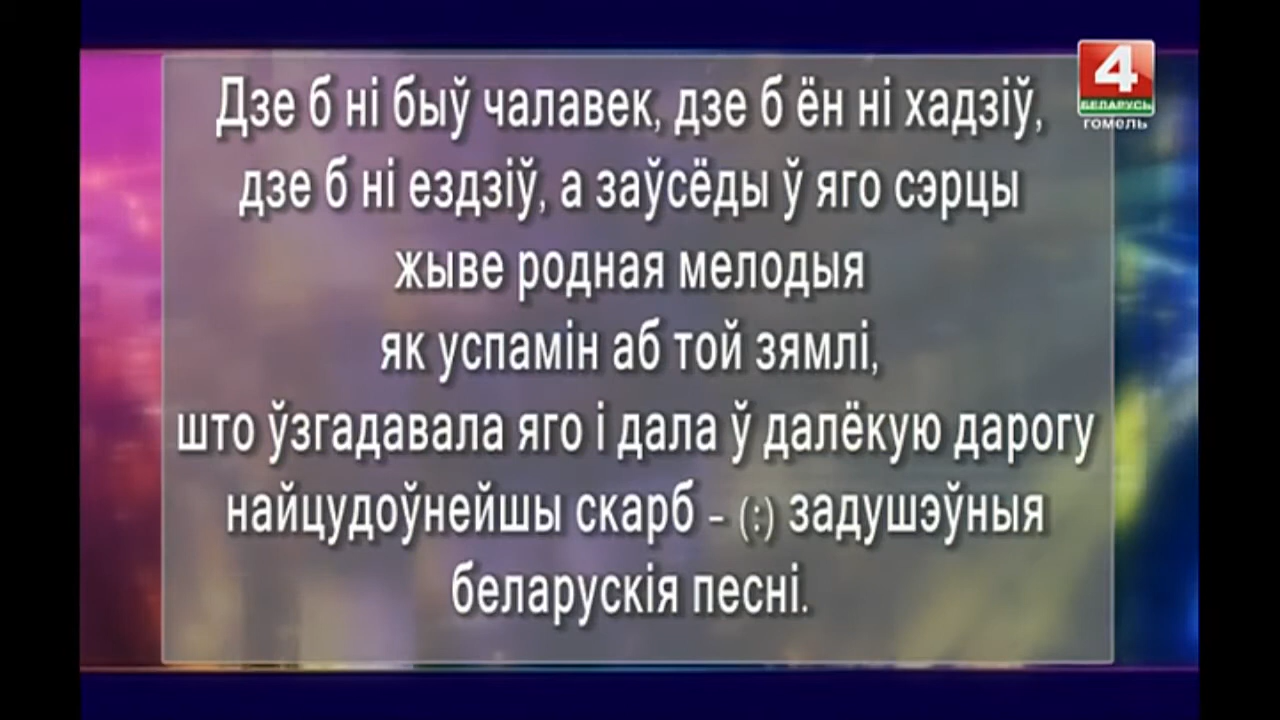 4
БЕЛАРУСЬ
ГОМЕЛЬ
Дзе б ні быў чалавек, дзе б ён ні хадзіў,
дзе б ні ездзіў, а заўсёды ў яго сэрцы
жыве родная мелодыя
як успамін аб той зямлі,
што ўзгадавала яго і дала ў далёкую дарогу
найцудоўнейшы скарб – (:) задушэўныя
беларускія песні.